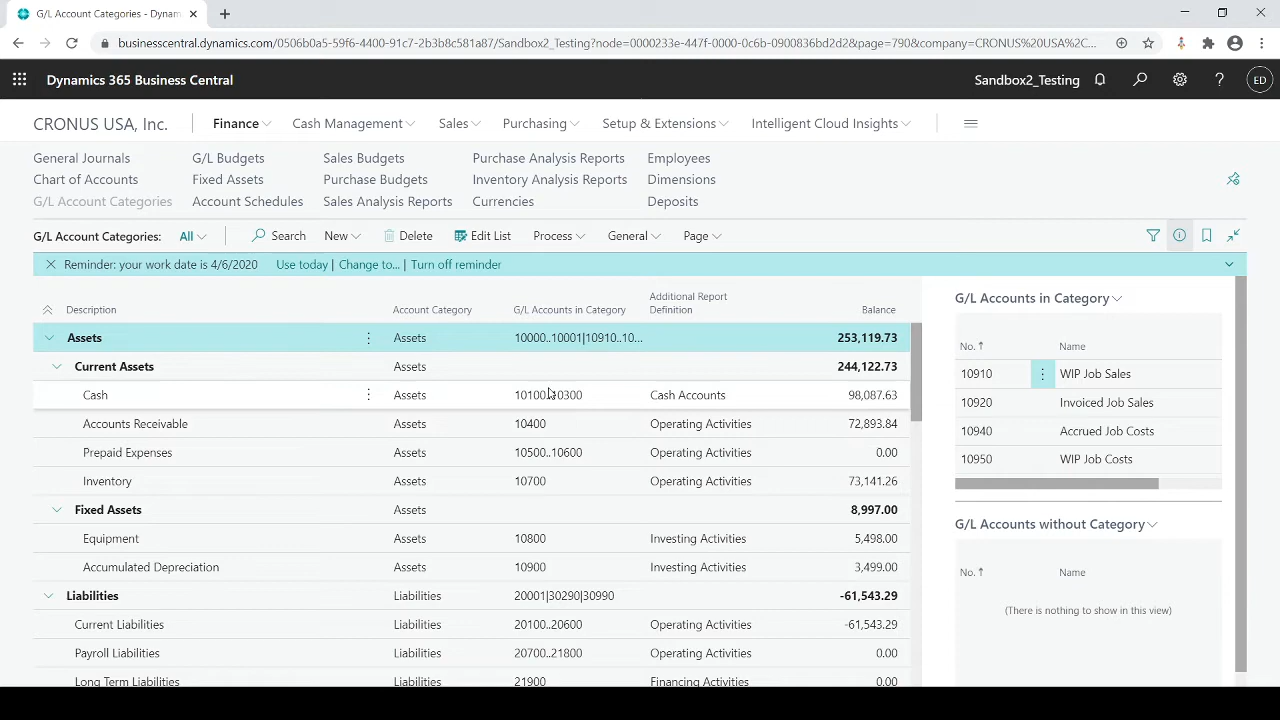 G/L Account Categories - Dynam
businesscentral.dynamics.com/0506b0a5-59f6-4400-91c7-2b3b8c581a87/Sandbox2_Testing?node=0000233e-447f-0000-0c6b-0900836bd2d2&page=790&company=CRONUS%20USA%2C...
Dynamics 365 Business Central Sandbox2_Testing ? ED
CRONUS USA, Inc. Finance Cash Management Sales Purchasing Setup & Extensions Intelligent Cloud Insights
General Journals G/L Budgets Sales Budgets Purchase Analysis Reports Employees
Chart of Accounts Fixed Assets Purchase Budgets Inventory Analysis Reports Dimensions
G/L Account Categories Account Schedules Sales Analysis Reports Currencies Deposits
G/L Account Categories: All Search New Delete Edit List Process General Page
Reminder: your work date is 4/6/2020 Use today | Change to... | Turn off reminder
Description Account Category G/L Accounts in Category Additional Report Definition Balance
Assets Assets 10000..10001|10910..10... 253,119.73
Current Assets Assets 244,122.73
Cash Assets 10100..10300 Cash Accounts 98,087.63
Accounts Receivable Assets 10400 Operating Activities 72,893.84
Prepaid Expenses Assets 10500..10600 Operating Activities 0.00
Inventory Assets 10700 Operating Activities 73,141.26
Fixed Assets Assets 8,997.00
Equipment Assets 10800 Investing Activities 5,498.00
Accumulated Depreciation Assets 10900 Investing Activities 3,499.00
Liabilities Liabilities 20001|30290|30990 -61,543.29
Current Liabilities Liabilities 20100..20600 Operating Activities -61,543.29
Payroll Liabilities Liabilities 20700..21800 Operating Activities 0.00
Long Term Liabilities Liabilities 21900 Financing Activities 0.00
G/L Accounts in Category
No. ↑ Name
10910 WIP Job Sales
10920 Invoiced Job Sales
10940 Accrued Job Costs
10950 WIP Job Costs
G/L Accounts without Category
No. ↑ Name
(There is nothing to show in this view)